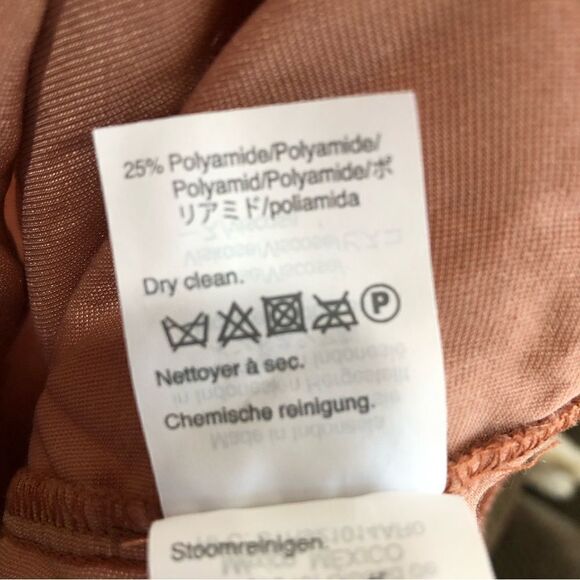 25% Polyamide/Polyamide/
Polyamid/Polyamide/ポ
リアミド/poliamida
Dry clean.
P
Nettoyer à sec.
Chemische reinigung.
Stoomreinigen.